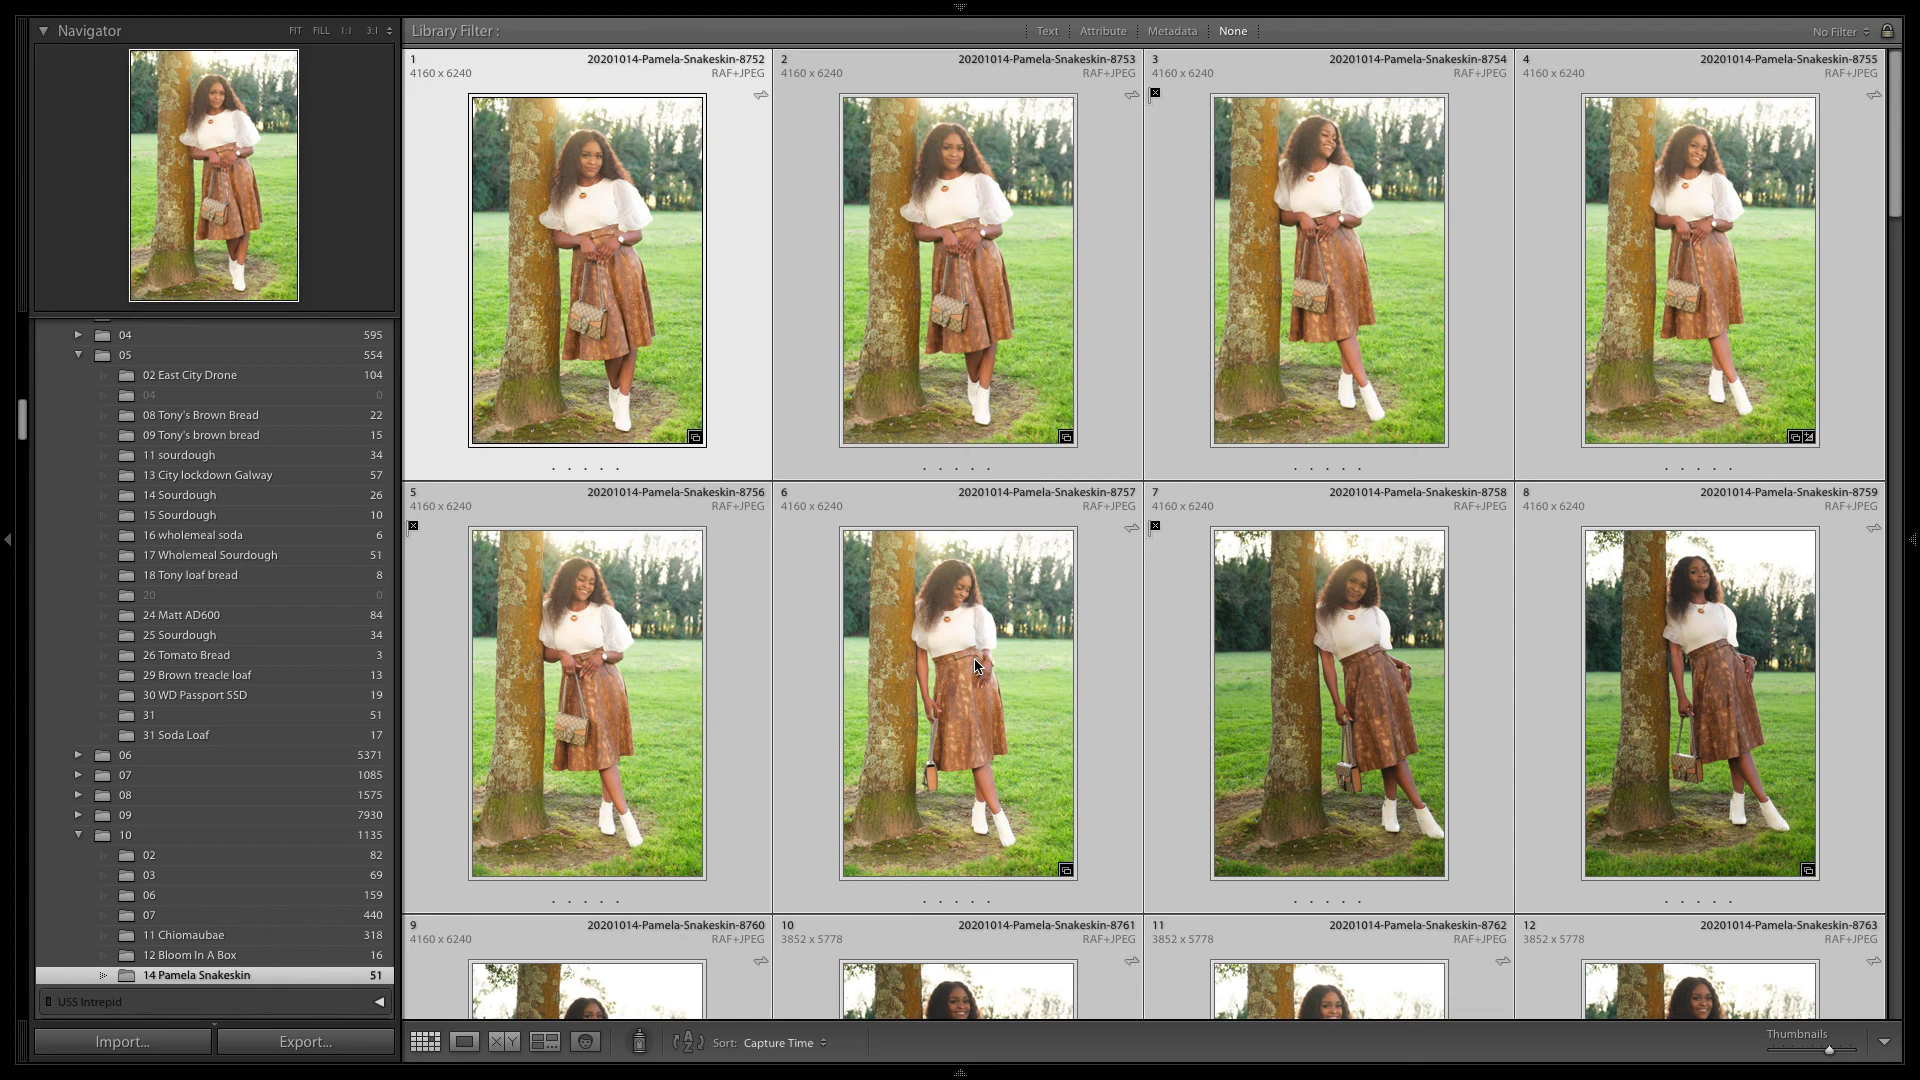 Navigator
FIT FILL 1:1 3:1
Library Filter :
Text Attribute Metadata None
No Filter
04 595
05 554
02 East City Drone 104
04 0
08 Tony's Brown Bread 22
09 Tony's brown bread 15
11 sourdough 34
13 City lockdown Galway 57
14 Sourdough 26
15 Sourdough 10
16 wholemeal soda 6
17 Wholemeal Sourdough 51
18 Tony loaf bread 8
20 0
24 Matt AD600 84
25 Sourdough 34
26 Tomato Bread 3
29 Brown treacle loaf 13
30 WD Passport SSD 19
31 51
31 Soda Loaf 17
06 5371
07 1085
08 1575
09 7930
10 1135
02 82
03 69
06 159
07 440
11 Chiomaubae 318
12 Bloom In A Box 16
14 Pamela Snakeskin 51
USS Intrepid
Import...
Export...
1 20201014-Pamela-Snakeskin-8752
4160 x 6240 RAF+JPEG
2 20201014-Pamela-Snakeskin-8753
4160 x 6240 RAF+JPEG
3 20201014-Pamela-Snakeskin-8754
4160 x 6240 RAF+JPEG
4 20201014-Pamela-Snakeskin-8755
4160 x 6240 RAF+JPEG
5 20201014-Pamela-Snakeskin-8756
4160 x 6240 RAF+JPEG
6 20201014-Pamela-Snakeskin-8757
4160 x 6240 RAF+JPEG
7 20201014-Pamela-Snakeskin-8758
4160 x 6240 RAF+JPEG
8 20201014-Pamela-Snakeskin-8759
4160 x 6240 RAF+JPEG
9 20201014-Pamela-Snakeskin-8760
4160 x 6240 RAF+JPEG
10 20201014-Pamela-Snakeskin-8761
3852 x 5778 RAF+JPEG
11 20201014-Pamela-Snakeskin-8762
3852 x 5778 RAF+JPEG
12 20201014-Pamela-Snakeskin-8763
3852 x 5778 RAF+JPEG
X Y
A Z
Sort: Capture Time
Thumbnails